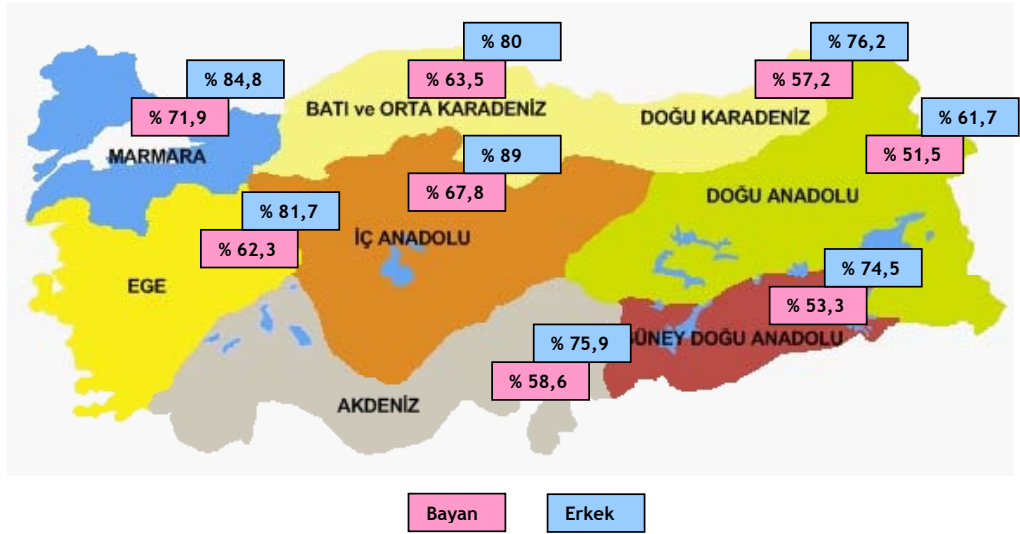 % 80
% 76,2
% 84,8
% 63,5
% 57,2
% 71,9
BATI ve ORTA KARADENİZ
DOĞU KARADENİZ
% 61,7
MARMARA
% 89
% 51,5
% 67,8
DOĞU ANADOLU
% 81,7
% 62,3
İÇ ANADOLU
% 74,5
EGE
% 53,3
GÜNEY DOĞU ANADOLU
% 75,9
% 58,6
AKDENİZ
Bayan
Erkek